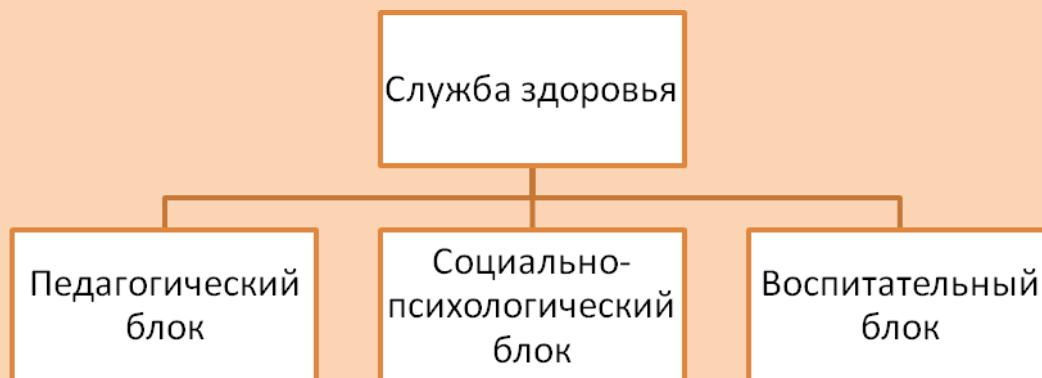 Служба здоровья
Педагогический
блок
Социально-
психологический
блок
Воспитательный
блок